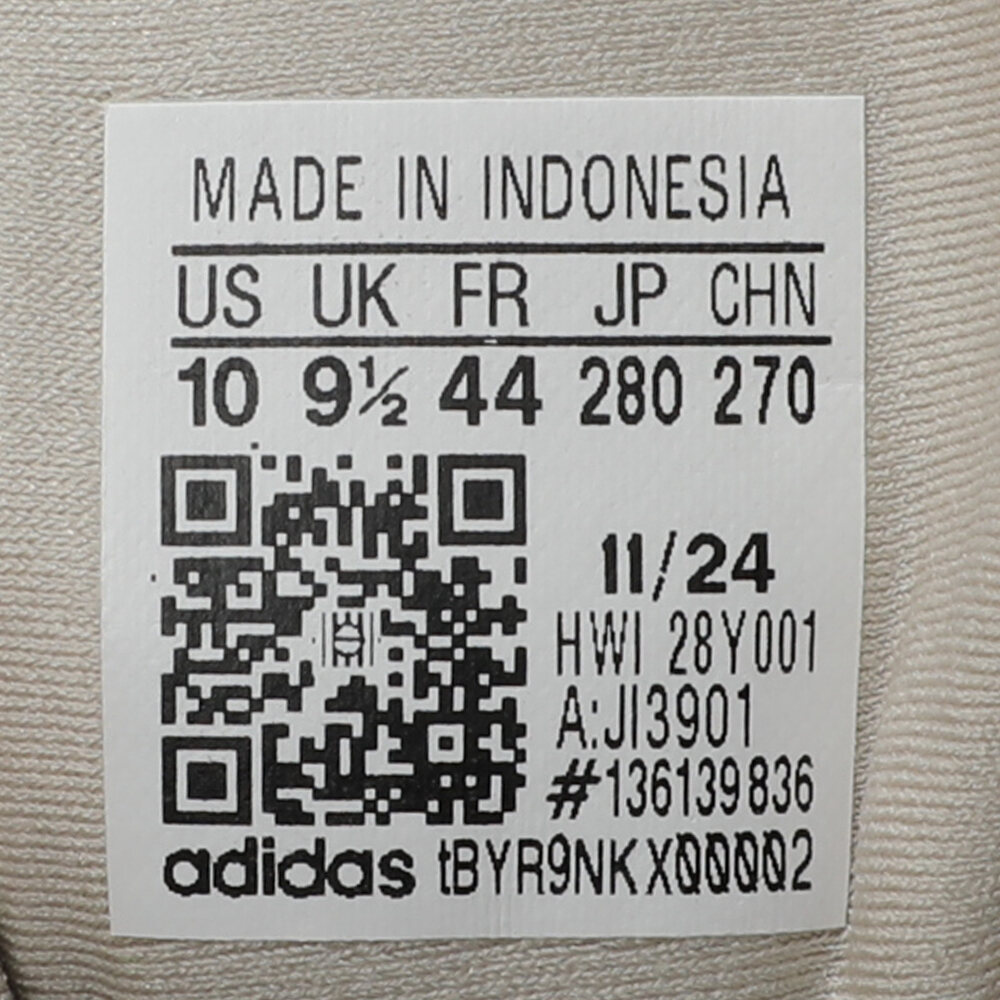 MADE IN INDONESIA
US UK FR JP CHN
10 9½ 44 280 270
11/24
HWI 28Y001
A:JI3901
#136139836
adidas tBYR9NKX00002